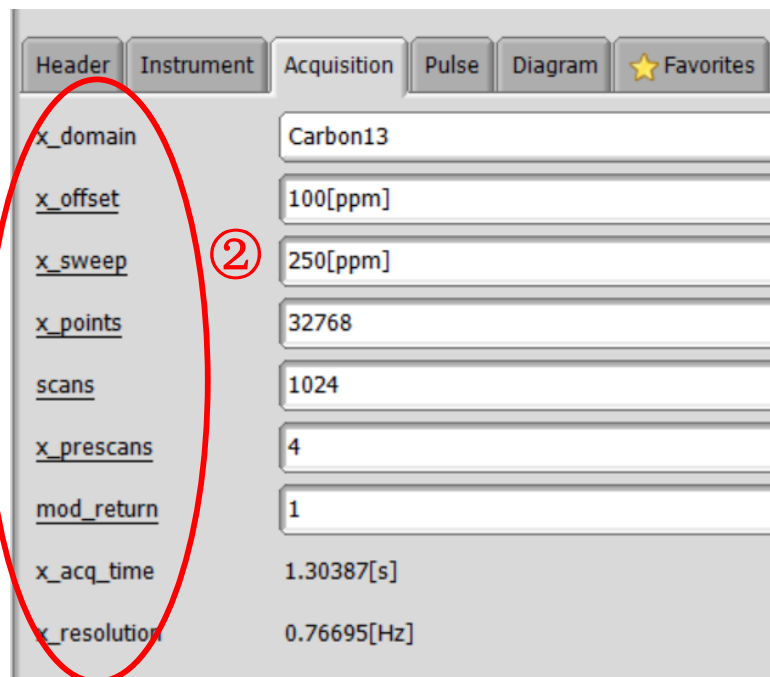 Header Instrument Acquisition Pulse Diagram Favorites
x_domain Carbon13
x_offset 100[ppm]
x_sweep ② 250[ppm]
x_points 32768
scans 1024
x_prescans 4
mod_return 1
x_acq_time 1.30387[s]
x_resolution 0.76695[Hz]